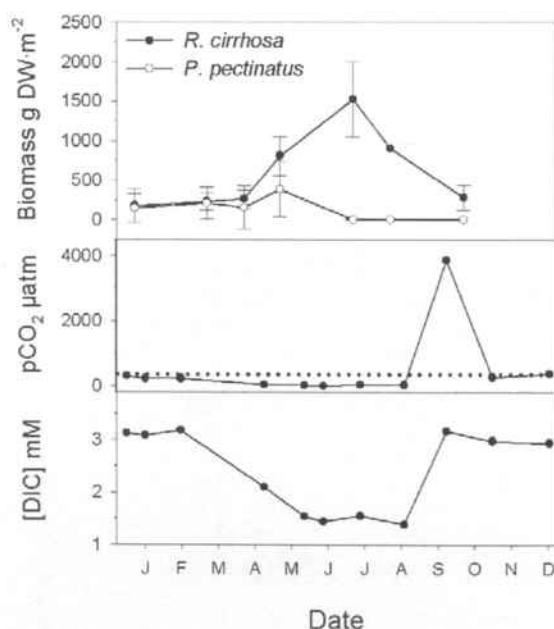 Biomass g DW·m-2
2500
2000
1500
1000
500
0
R. cirrhosa
P. pectinatus
pCO2 µatm
4000
2000
0
[DIC] mM
3
2
1
J F M A M J J A S O N D
Date